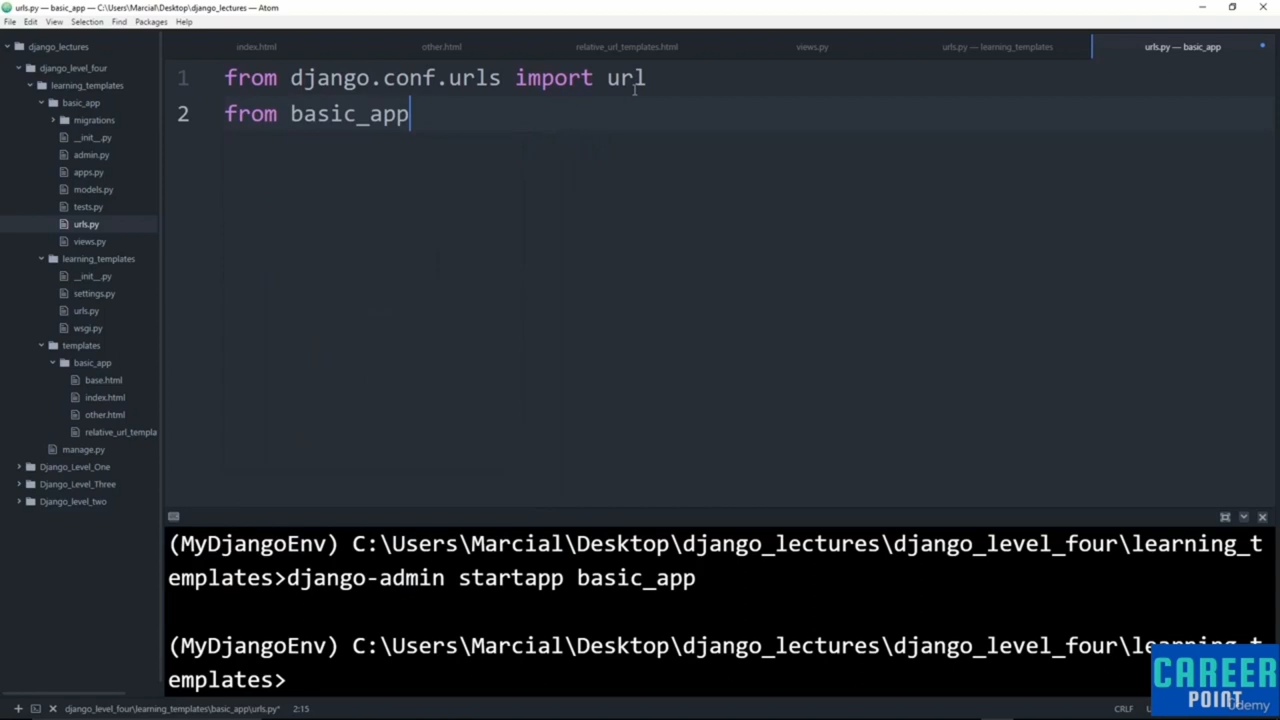 urls.py — basic_app — C:\Users\Marcial\Desktop\django_lectures — Atom
File Edit View Selection Find Packages Help
django_lectures
django_level_four
learning_templates
basic_app
migrations
__init__.py
admin.py
apps.py
models.py
tests.py
urls.py
views.py
learning_templates
__init__.py
settings.py
urls.py
wsgi.py
templates
basic_app
base.html
index.html
other.html
relative_url_templa
manage.py
Django_Level_One
Django_Level_Three
Django_level_two
index.html other.html relative_url_templates.html views.py urls.py — learning_templates urls.py — basic_app
1 from django.conf.urls import url
2 from basic_app
(MyDjangoEnv) C:\Users\Marcial\Desktop\django_lectures\django_level_four\learning_t
emplates>django-admin startapp basic_app
(MyDjangoEnv) C:\Users\Marcial\Desktop\django_lectures\django_level_four\learning_t
emplates>
django_level_four\learning_templates\basic_app\urls.py* 2:15 CRLF
CAREER
POINT
Udemy